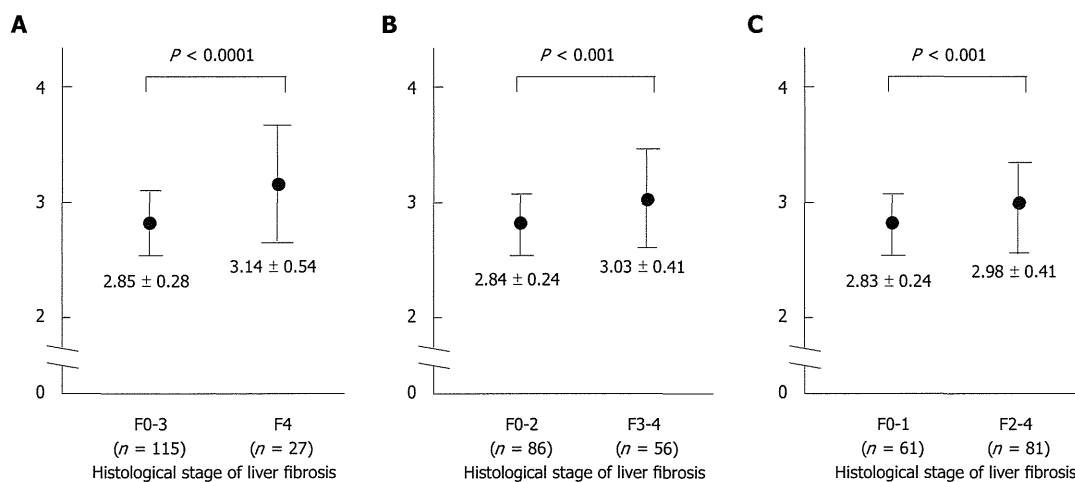 A
P < 0.0001
4
3
2
0
2.85 ± 0.28
3.14 ± 0.54
F0-3
F4
(n = 115)
(n = 27)
Histological stage of liver fibrosis
B
P < 0.001
4
3
2
0
2.84 ± 0.24
3.03 ± 0.41
F0-2
F3-4
(n = 86)
(n = 56)
Histological stage of liver fibrosis
C
P < 0.001
4
3
2
0
2.83 ± 0.24
2.98 ± 0.41
F0-1
F2-4
(n = 61)
(n = 81)
Histological stage of liver fibrosis